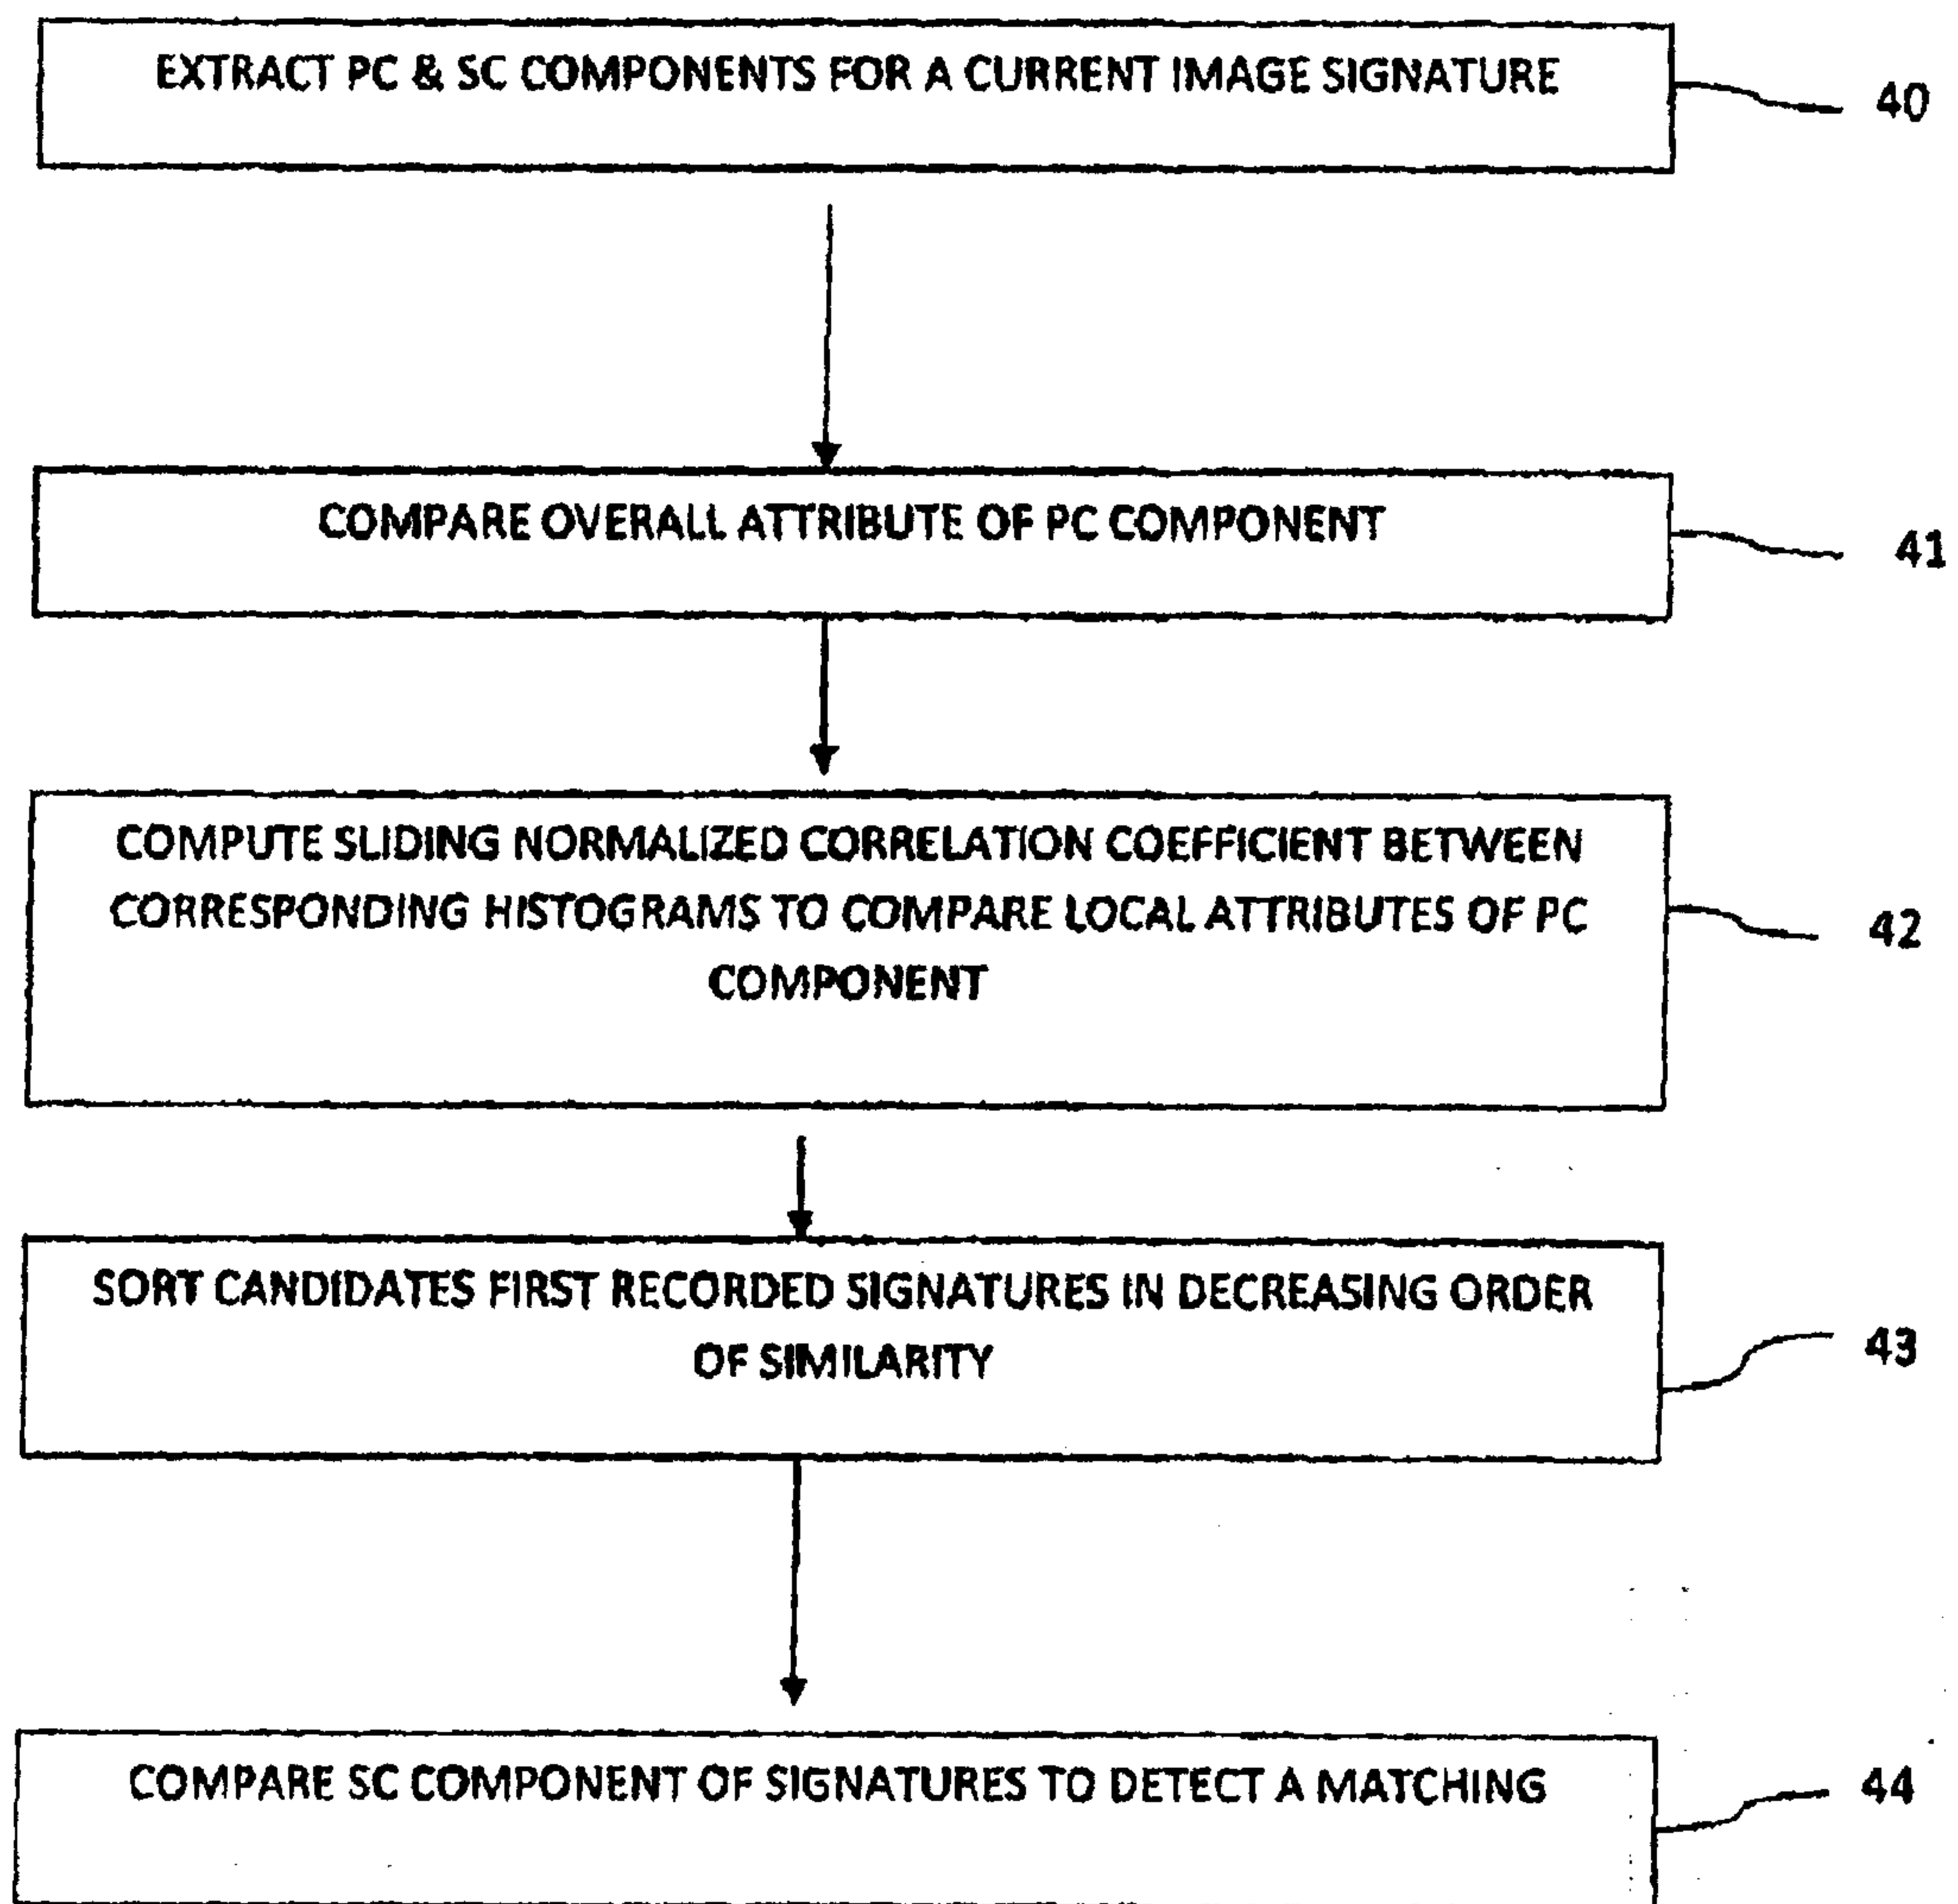 EXTRACT PC & SC COMPONENTS FOR A CURRENT IMAGE SIGNATURE
40
COMPARE OVERALL ATTRIBUTE OF PC COMPONENT
41
COMPUTE SLIDING NORMALIZED CORRELATION COEFFICIENT BETWEEN
CORRESPONDING HISTOGRAMS TO COMPARE LOCAL ATTRIBUTES OF PC
COMPONENT
42
SORT CANDIDATES FIRST RECORDED SIGNATURES IN DECREASING ORDER
OF SIMILARITY
43
COMPARE SC COMPONENT OF SIGNATURES TO DETECT A MATCHING
44